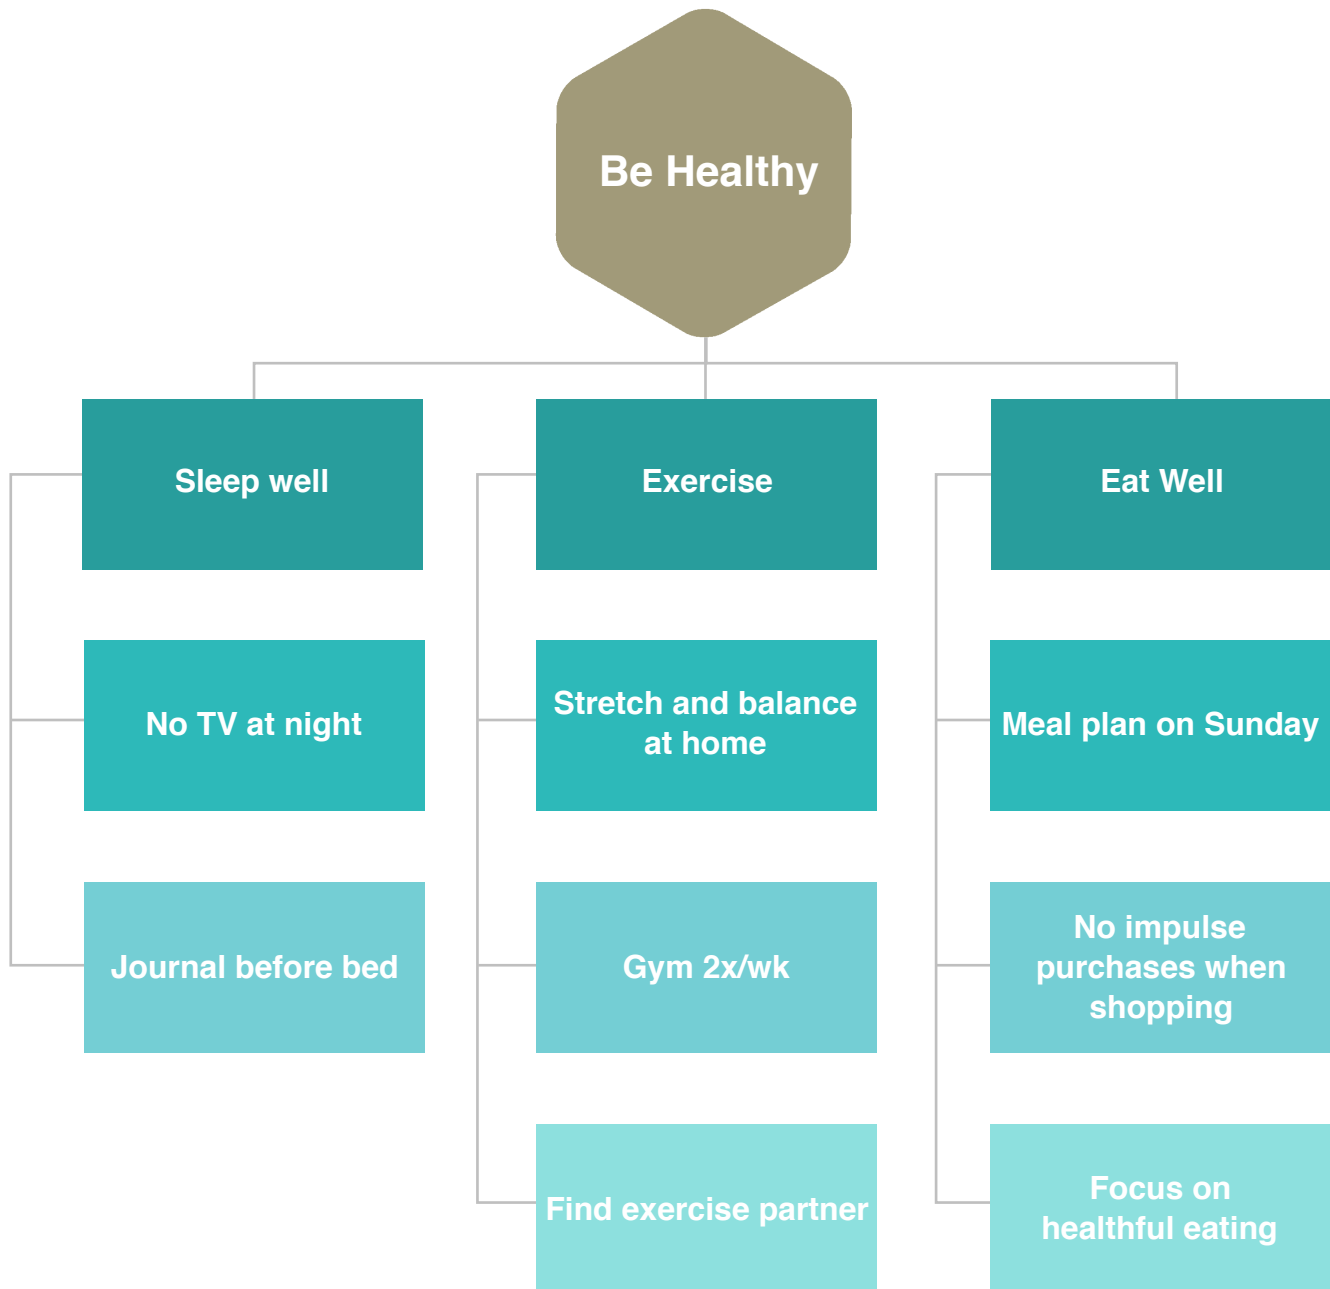 Be Healthy
Sleep well
Exercise
Eat Well
No TV at night
Stretch and balance
at home
Meal plan on Sunday
Journal before bed
Gym 2x/wk
No impulse
purchases when
shopping
Find exercise partner
Focus on
healthful eating